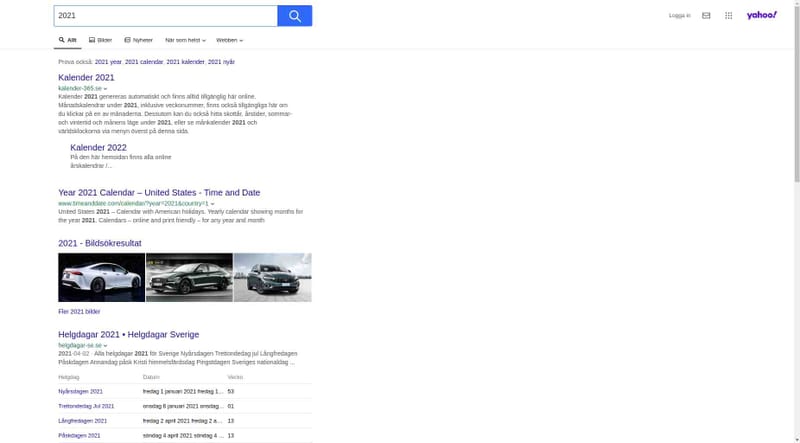 2021
Logga in
yahoo!
Allt
Bilder
Nyheter
När som helst
Webben
Prova också: 2021 year, 2021 calendar, 2021 kalender, 2021 nyår
Kalender 2021
kalender-365.se
Kalender 2021 genereras automatiskt och finns alltid tillgänglig här online.
Månadskalendrar under 2021, inklusive veckonummer, finns också tillgängliga här om
du klickar på en av månaderna. Dessutom kan du också hitta skottår, årstider, sommar-
och vintertid och månens läge under 2021, eller se månkalender 2021 och
världsklockorna via menyn överst på denna sida.
Kalender 2022
På den här hemsidan finns alla online
årskalendrar /...
Year 2021 Calendar – United States - Time and Date
www.timeanddate.com/calendar/?year=2021&country=1
United States 2021 – Calendar with American holidays. Yearly calendar showing months for
the year 2021. Calendars – online and print friendly – for any year and month
2021 - Bildsökresultat
Fler 2021 bilder
Helgdagar 2021 • Helgdagar Sverige
helgdagar-se.se
2021-04-02 · Alla helgdagar 2021 för Sverige Nyårsdagen Trettondedag jul Långfredagen
Påskdagen Annandag påsk Kristi himmelsfärdsdag Pingstdagen Sveriges nationaldag ...
Helgdag Datum Vecko
Nyårsdagen 2021 fredag 1 januari 2021 fredag 1... 53
Trettondedag Jul 2021 onsdag 6 januari 2021 onsdag... 01
Långfredagen 2021 fredag 2 april 2021 fredag 2 a... 13
Påskdagen 2021 söndag 4 april 2021 söndag 4 ... 13